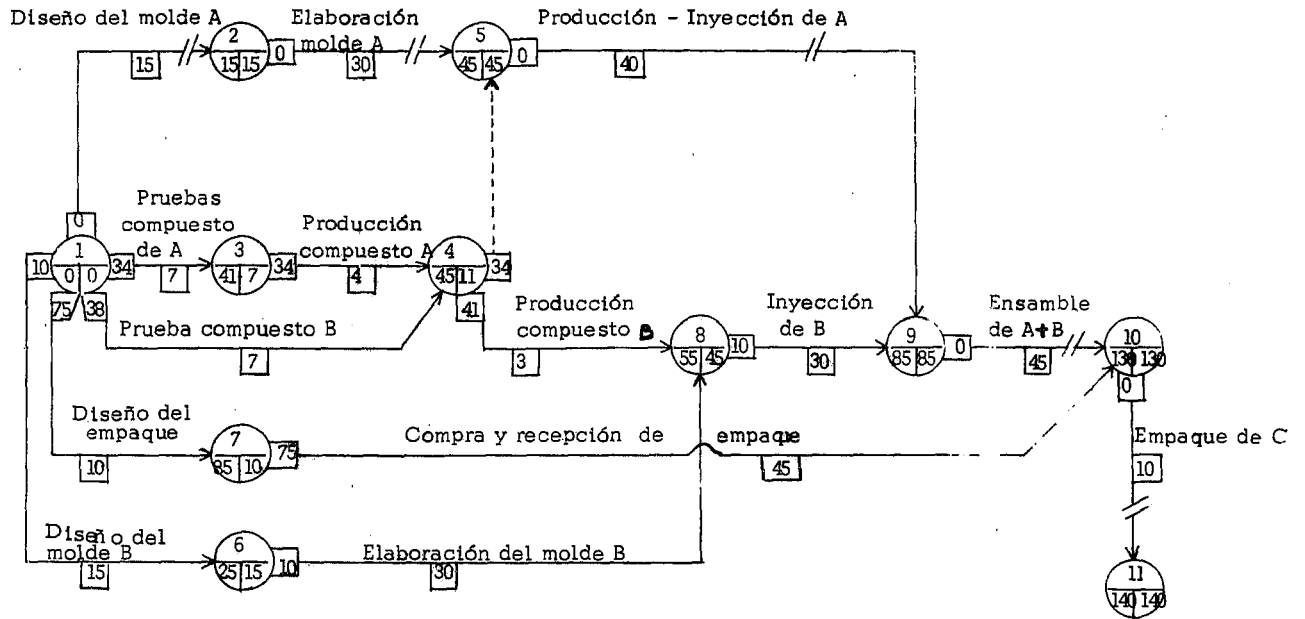 Diseño del molde A
Elaboración
molde A
Producción - Inyección de A
2
15 15
0
5
45 45
0
15
30
40
0
Pruebas
compuesto
de A
Producción
compuesto A
1
0 0
10
34
7
3
41 7
34
4
4
45 11
34
75
38
41
Prueba compuesto B
7
Producción
compuesto B
3
8
55 45
10
Inyección
de B
30
9
85 85
0
Ensamble
de A+B
45
10
130 130
0
Diseño del
empaque
10
7
85 10
75
Compra y recepción de empaque
45
Empaque de C
10
Diseño del
molde B
15
6
25 15
10
Elaboración del molde B
30
11
140 140